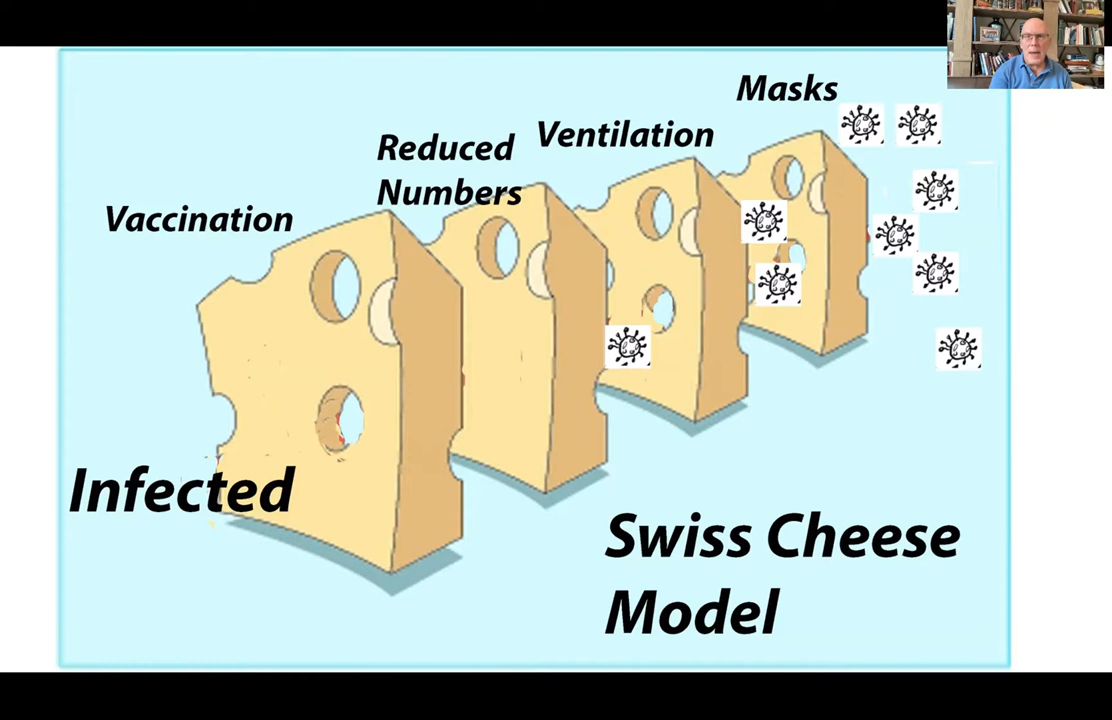 Masks
Ventilation
Reduced
Numbers
Vaccination
Infected
Swiss Cheese
Model